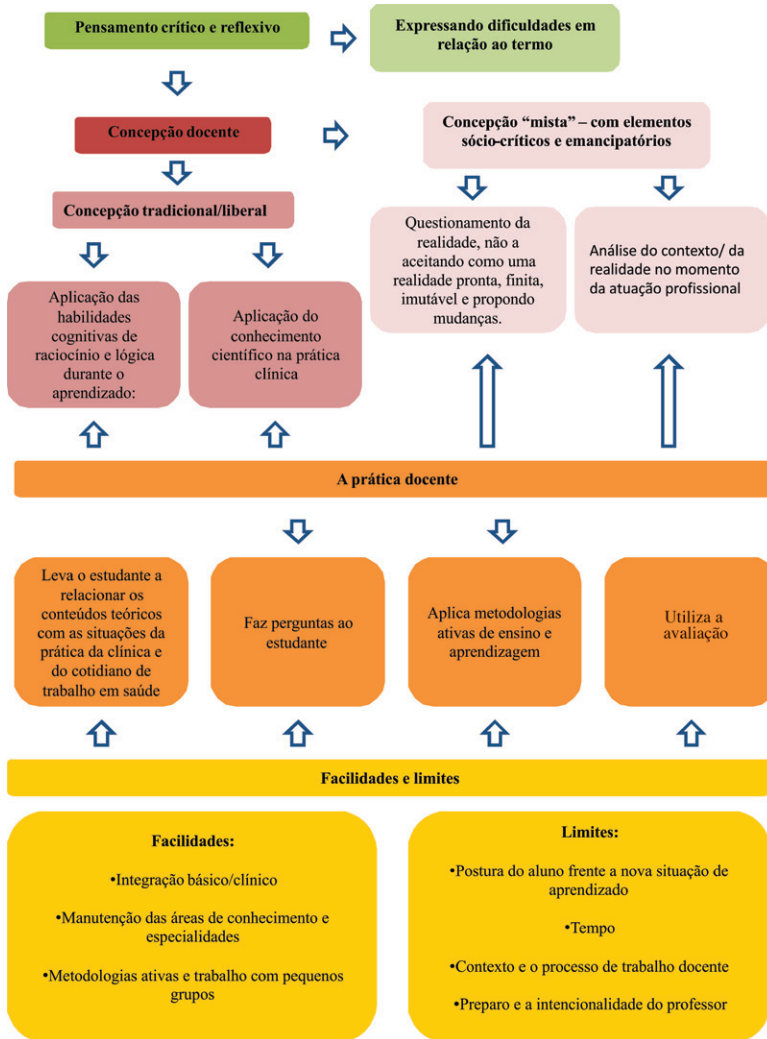 Pensamento crítico e reflexivo
Expressando dificuldades em
relação ao termo
Concepção docente
Concepção “mista” – com elementos
sócio-críticos e emancipatórios
Concepção tradicional/liberal
Aplicação das
habilidades
cognitivas de
raciocínio e lógica
durante o
aprendizado:
Aplicação do
conhecimento
científico na prática
clínica
Questionamento da
realidade, não a
aceitando como uma
realidade pronta, finita,
imutável e propondo
mudanças.
Análise do contexto/ da
realidade no momento
da atuação profissional
A prática docente
Leva o estudante a
relacionar os
conteúdos teóricos
com as situações da
prática da clínica e
do cotidiano de
trabalho em saúde
Faz perguntas ao
estudante
Aplica metodologias
ativas de ensino e
aprendizagem
Utiliza a
avaliação
Facilidades e limites
Facilidades:
•Integração básico/clínico
•Manutenção das áreas de conhecimento e
especialidades
•Metodologias ativas e trabalho com pequenos
grupos
Limites:
•Postura do aluno frente a nova situação de
aprendizado
•Tempo
•Contexto e o processo de trabalho docente
•Preparo e a intencionalidade do professor